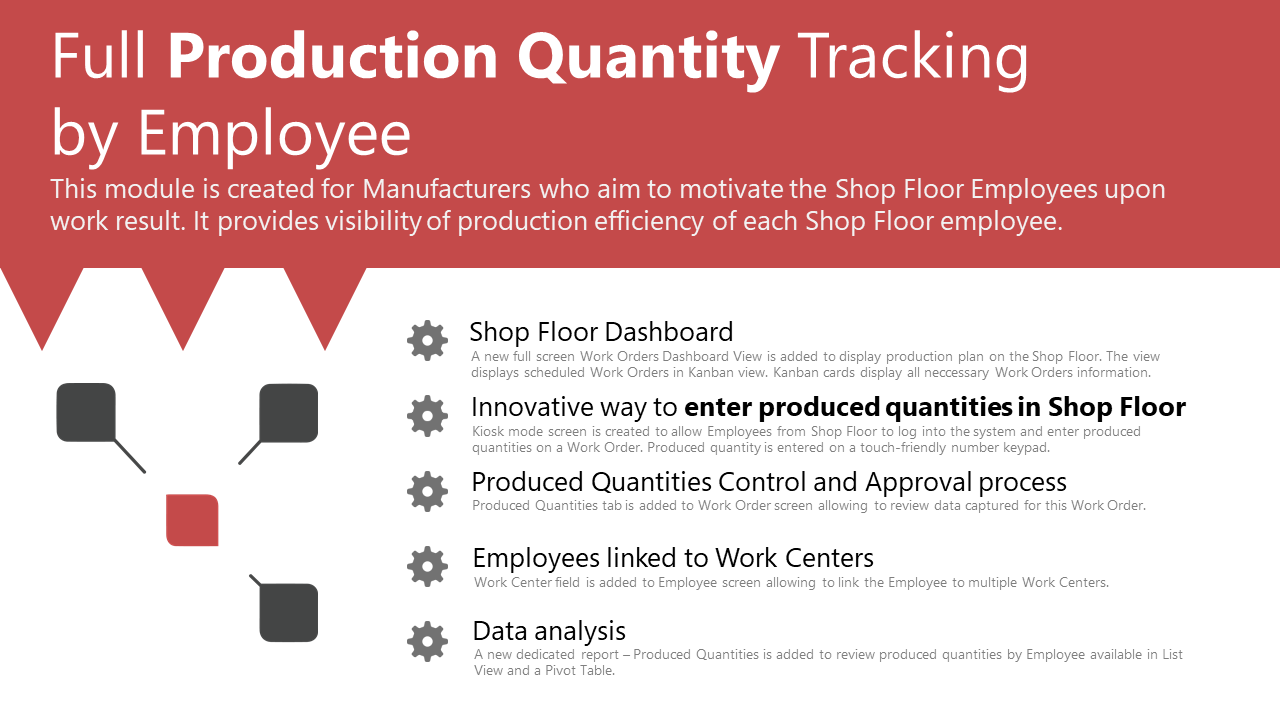 Full Production Quantity Tracking
by Employee
This module is created for Manufacturers who aim to motivate the Shop Floor Employees upon
work result. It provides visibility of production efficiency of each Shop Floor employee.
Shop Floor Dashboard
A new full screen Work Orders Dashboard View is added to display production plan on the Shop Floor. The view
displays scheduled Work Orders in Kanban view. Kanban cards display all neccessary Work Orders information.
Innovative way to enter produced quantities in Shop Floor
Kiosk mode screen is created to allow Employees from Shop Floor to log into the system and enter produced
quantities on a Work Order. Produced quantity is entered on a touch-friendly number keypad.
Produced Quantities Control and Approval process
Produced Quantities tab is added to Work Order screen allowing to review data captured for this Work Order.
Employees linked to Work Centers
Work Center field is added to Employee screen allowing to link the Employee to multiple Work Centers.
Data analysis
A new dedicated report – Produced Quantities is added to review produced quantities by Employee available in List
View and a Pivot Table.